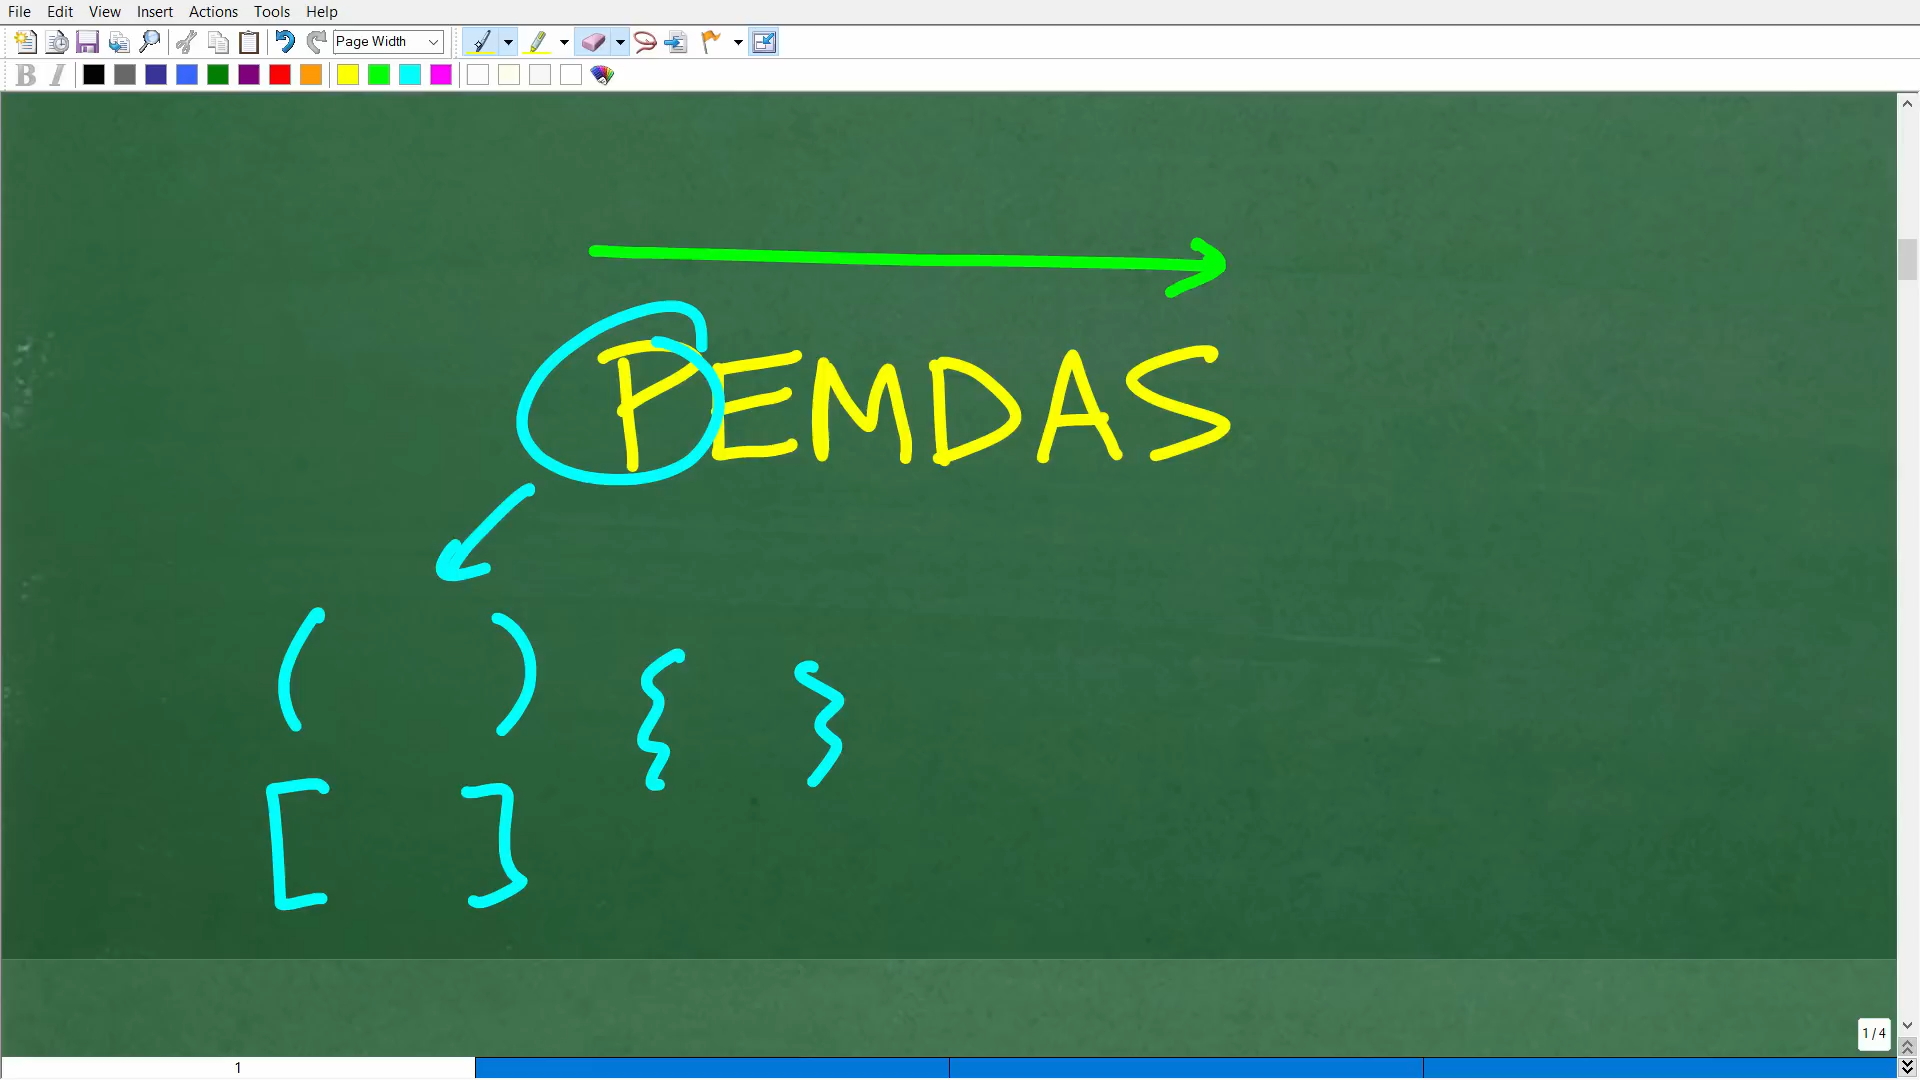 File Edit View Insert Actions Tools Help
Page Width
B I
PEMDAS
( ) { }
[ ]
1 / 4
1